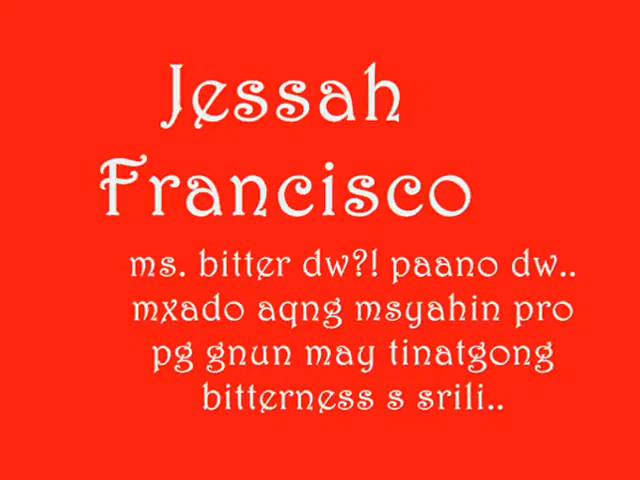 Jessah
Francisco
ms. bitter dw?! paano dw..
mxado aqng msyahin pro
pg gnun may tinatgong
bitterness s srili..